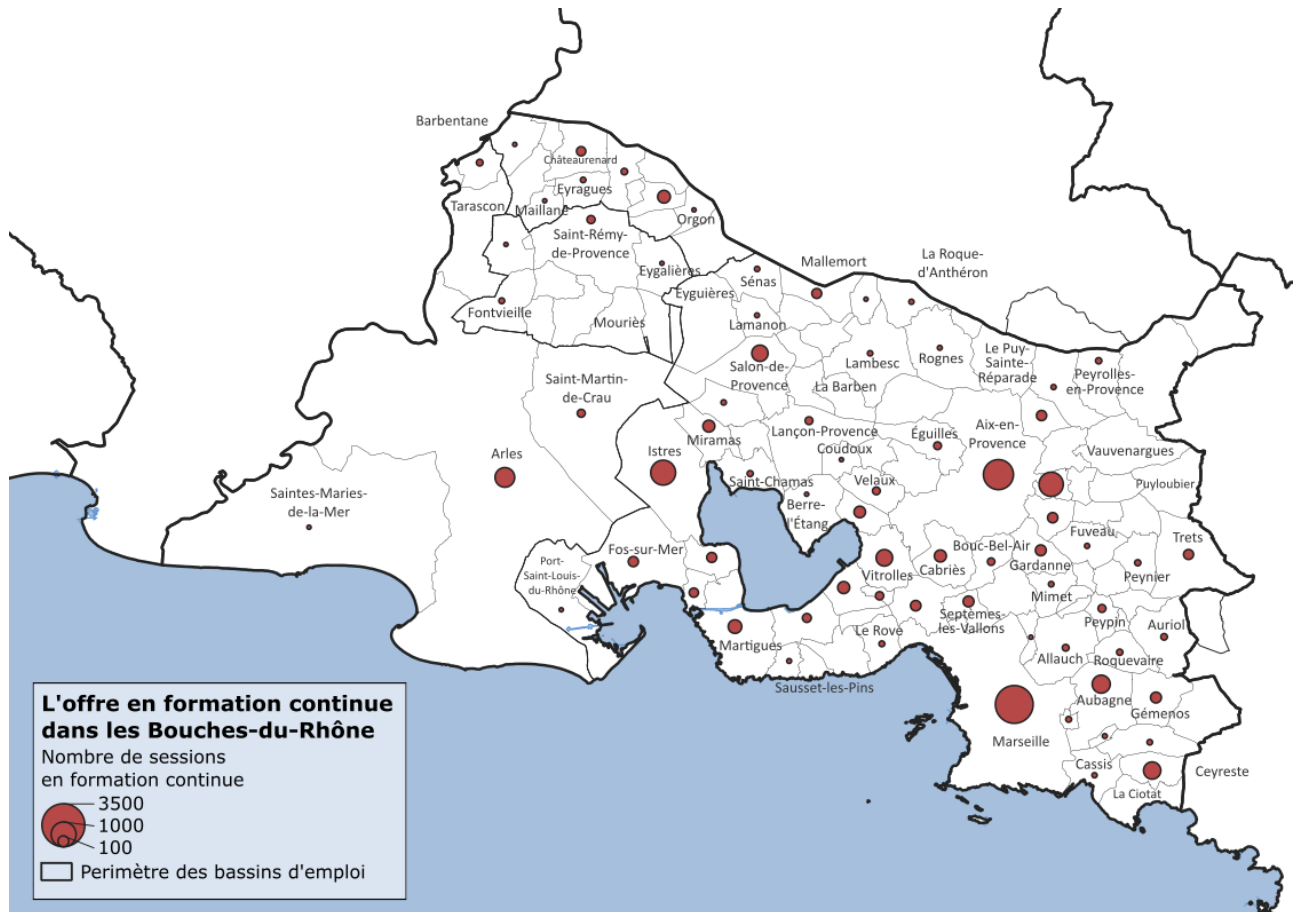 Barbentane
Châteaurenard
Eyragues
Tarascon
Maillane
Orgon
Saint-Rémy-
de-Provence
Eygalières
Mallemort
La Roque-
d'Anthéron
Sénas
Eyguières
Fontvieille
Mouriès
Lamanon
Lambesc
Rognes
Le Puy-
Sainte-
Réparade
Peyrolles-
en-Provence
Salon-de-
Provence
La Barben
Saint-Martin-
de-Crau
Miramas
Lançon-Provence
Coudoux
Éguilles
Aix-en-
Provence
Vauvenargues
Arles
Istres
Saint-Chamas
Velaux
Puyloubier
Saintes-Maries-
de-la-Mer
Berre-
l'Étang
Fos-sur-Mer
Port-
Saint-Louis-
du-Rhône
Vitrolles
Cabriès
Bouc-Bel-Air
Gardanne
Fuveau
Trets
Peynier
Mimet
Septèmes-
les-Vallons
Peypin
Auriol
Martigues
Le Rove
Allauch
Roquevaire
Sausset-les-Pins
Aubagne
Gémenos
Marseille
Cassis
Ceyreste
La Ciotat
L'offre en formation continue
dans les Bouches-du-Rhône
Nombre de sessions
en formation continue
3500
1000
100
Perimètre des bassins d'emploi